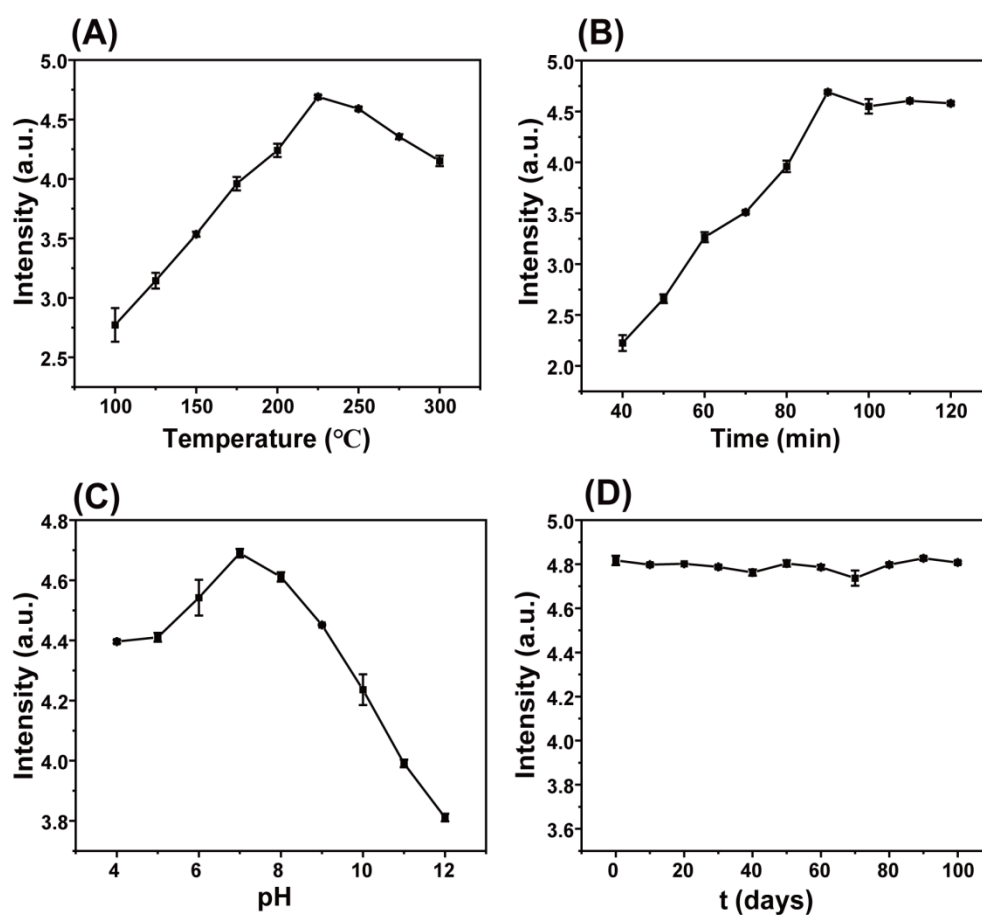 (A)
5.0
4.5
4.0
3.5
3.0
2.5
Intensity (a.u.)
100 150 200 250 300
Temperature (℃)
(B)
5.0
4.5
4.0
3.5
3.25
2.5
2.0
Intensity (a.u.)
40 60 80 100 120
Time (min)
(C)
4.8
4.6
4.4
4.2
4.0
3.8
Intensity (a.u.)
4 6 8 10 12
pH
(D)
5.0
4.8
4.6
4.4
4.2
4.0
3.8
3.6
Intensity (a.u.)
0 20 40 60 80 100
t (days)